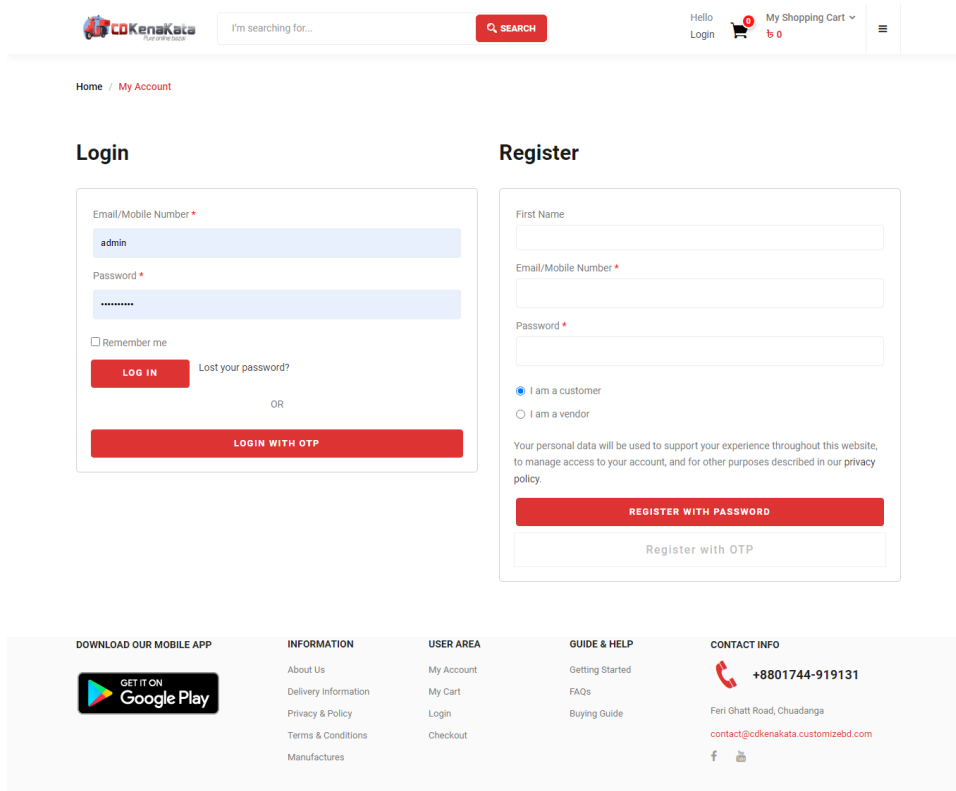 CDKenaKata
Pure online bazar
I'm searching for...
SEARCH
Hello
Login
0
My Shopping Cart
৳ 0
Home / My Account
Login
Email/Mobile Number *
admin
Password *
••••••••••
Remember me
LOG IN
Lost your password?
OR
LOGIN WITH OTP
Register
First Name
Email/Mobile Number *
Password *
I am a customer
I am a vendor
Your personal data will be used to support your experience throughout this website,
to manage access to your account, and for other purposes described in our privacy
policy.
REGISTER WITH PASSWORD
Register with OTP
DOWNLOAD OUR MOBILE APP
GET IT ON
Google Play
INFORMATION
About Us
Delivery Information
Privacy & Policy
Terms & Conditions
Manufactures
USER AREA
My Account
My Cart
Login
Checkout
GUIDE & HELP
Getting Started
FAQs
Buying Guide
CONTACT INFO
+8801744-919131
Feri Ghatt Road, Chuadanga
contact@cdkenakata.customizebd.com